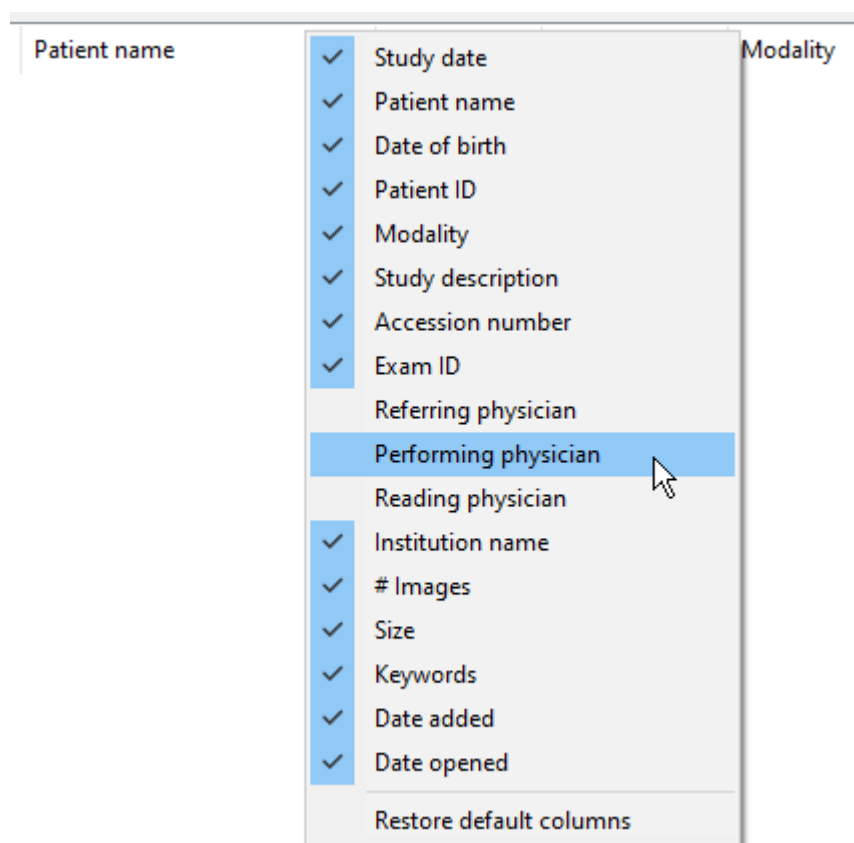 Patient name
Modality
Study date
Patient name
Date of birth
Patient ID
Modality
Study description
Accession number
Exam ID
Referring physician
Performing physician
Reading physician
Institution name
# Images
Size
Keywords
Date added
Date opened
Restore default columns